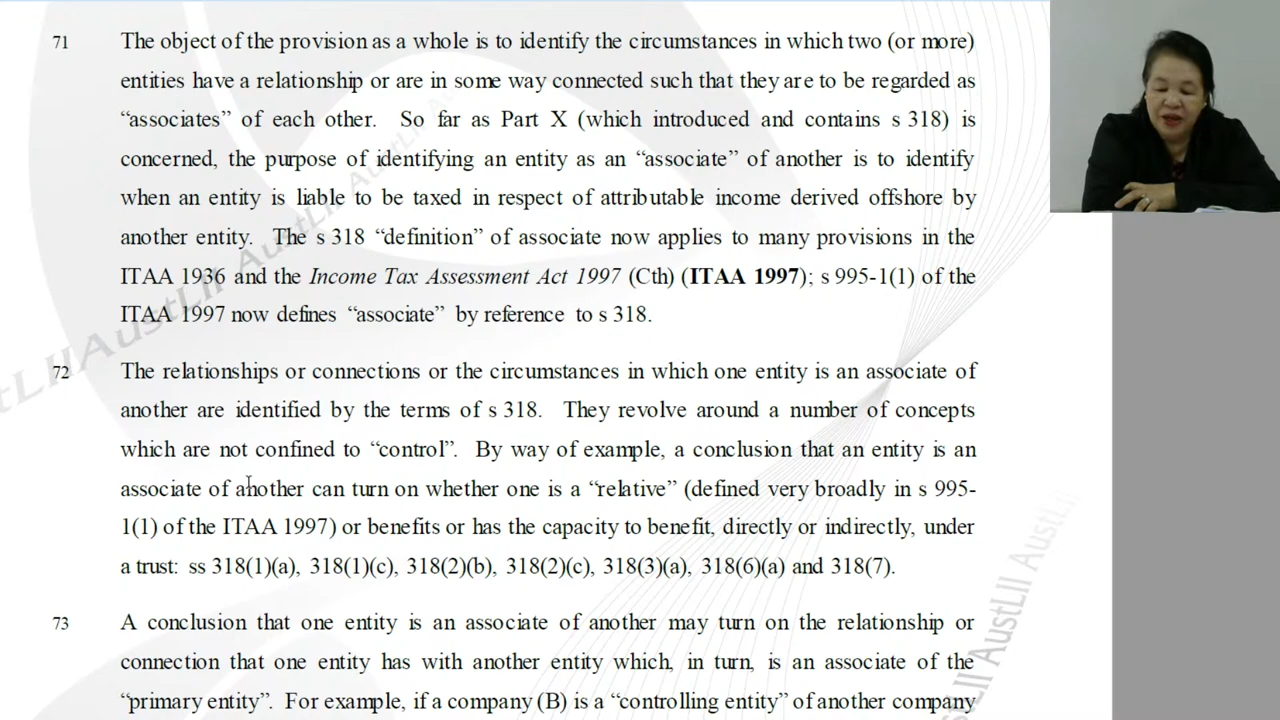 71 The object of the provision as a whole is to identify the circumstances in which two (or more)
entities have a relationship or are in some way connected such that they are to be regarded as
“associates” of each other. So far as Part X (which introduced and contains s 318) is
concerned, the purpose of identifying an entity as an “associate” of another is to identify
when an entity is liable to be taxed in respect of attributable income derived offshore by
another entity. The s 318 “definition” of associate now applies to many provisions in the
ITAA 1936 and the Income Tax Assessment Act 1997 (Cth) (ITAA 1997); s 995-1(1) of the
ITAA 1997 now defines “associate” by reference to s 318.
72 The relationships or connections or the circumstances in which one entity is an associate of
another are identified by the terms of s 318. They revolve around a number of concepts
which are not confined to “control”. By way of example, a conclusion that an entity is an
associate of another can turn on whether one is a “relative” (defined very broadly in s 995-
1(1) of the ITAA 1997) or benefits or has the capacity to benefit, directly or indirectly, under
a trust: ss 318(1)(a), 318(1)(c), 318(2)(b), 318(2)(c), 318(3)(a), 318(6)(a) and 318(7).
73 A conclusion that one entity is an associate of another may turn on the relationship or
connection that one entity has with another entity which, in turn, is an associate of the
“primary entity”. For example, if a company (B) is a “controlling entity” of another company
AustLII AustLII
AustLII AustLII